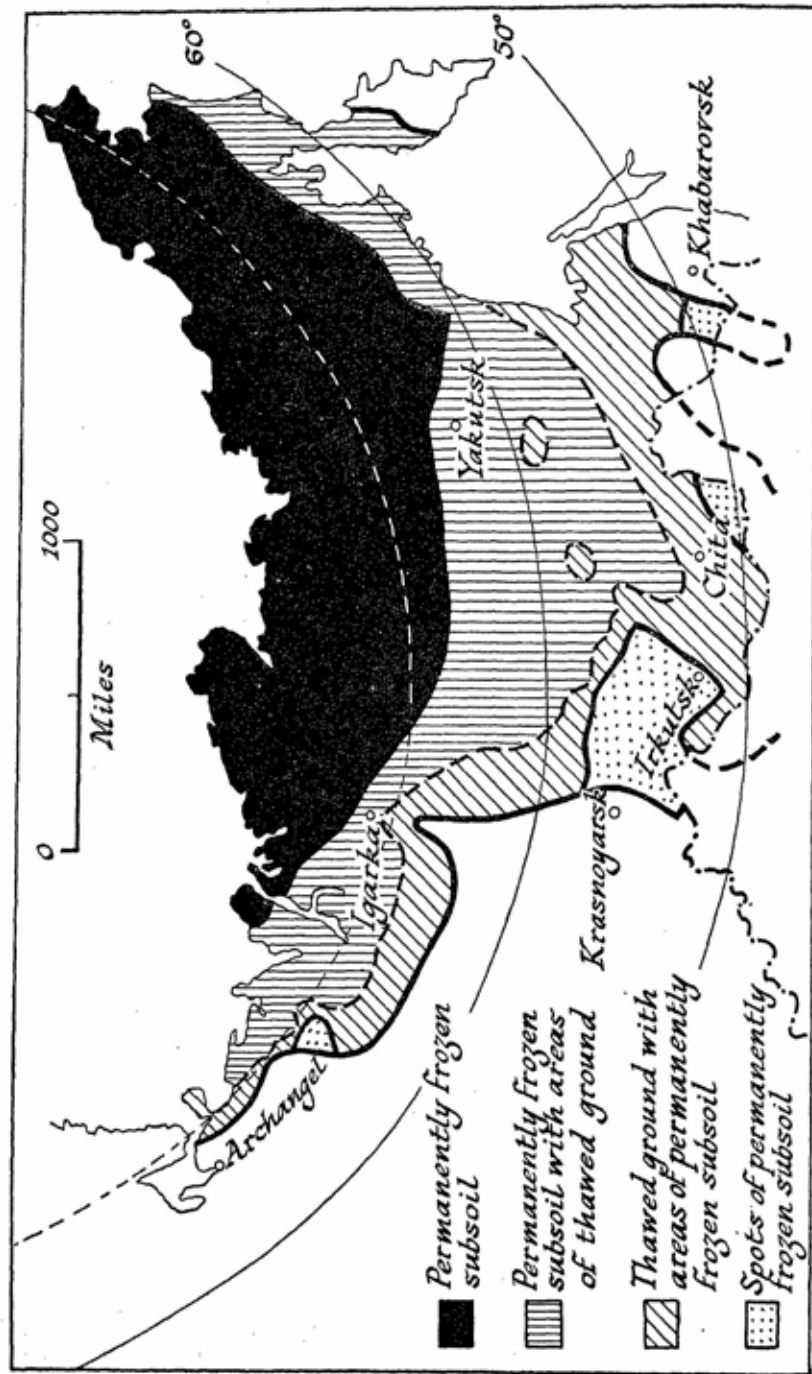 0
1000
Miles
60°
50°
Igarka
Yakutsk
Archangel
Krasnoyarsk
Irkutsk
Chita
Khabarovsk
Permanently frozen
subsoil
Permanently frozen
subsoil with areas
of thawed ground
Thawed ground with
areas of permanently
frozen subsoil
Spots of permanently
frozen subsoil